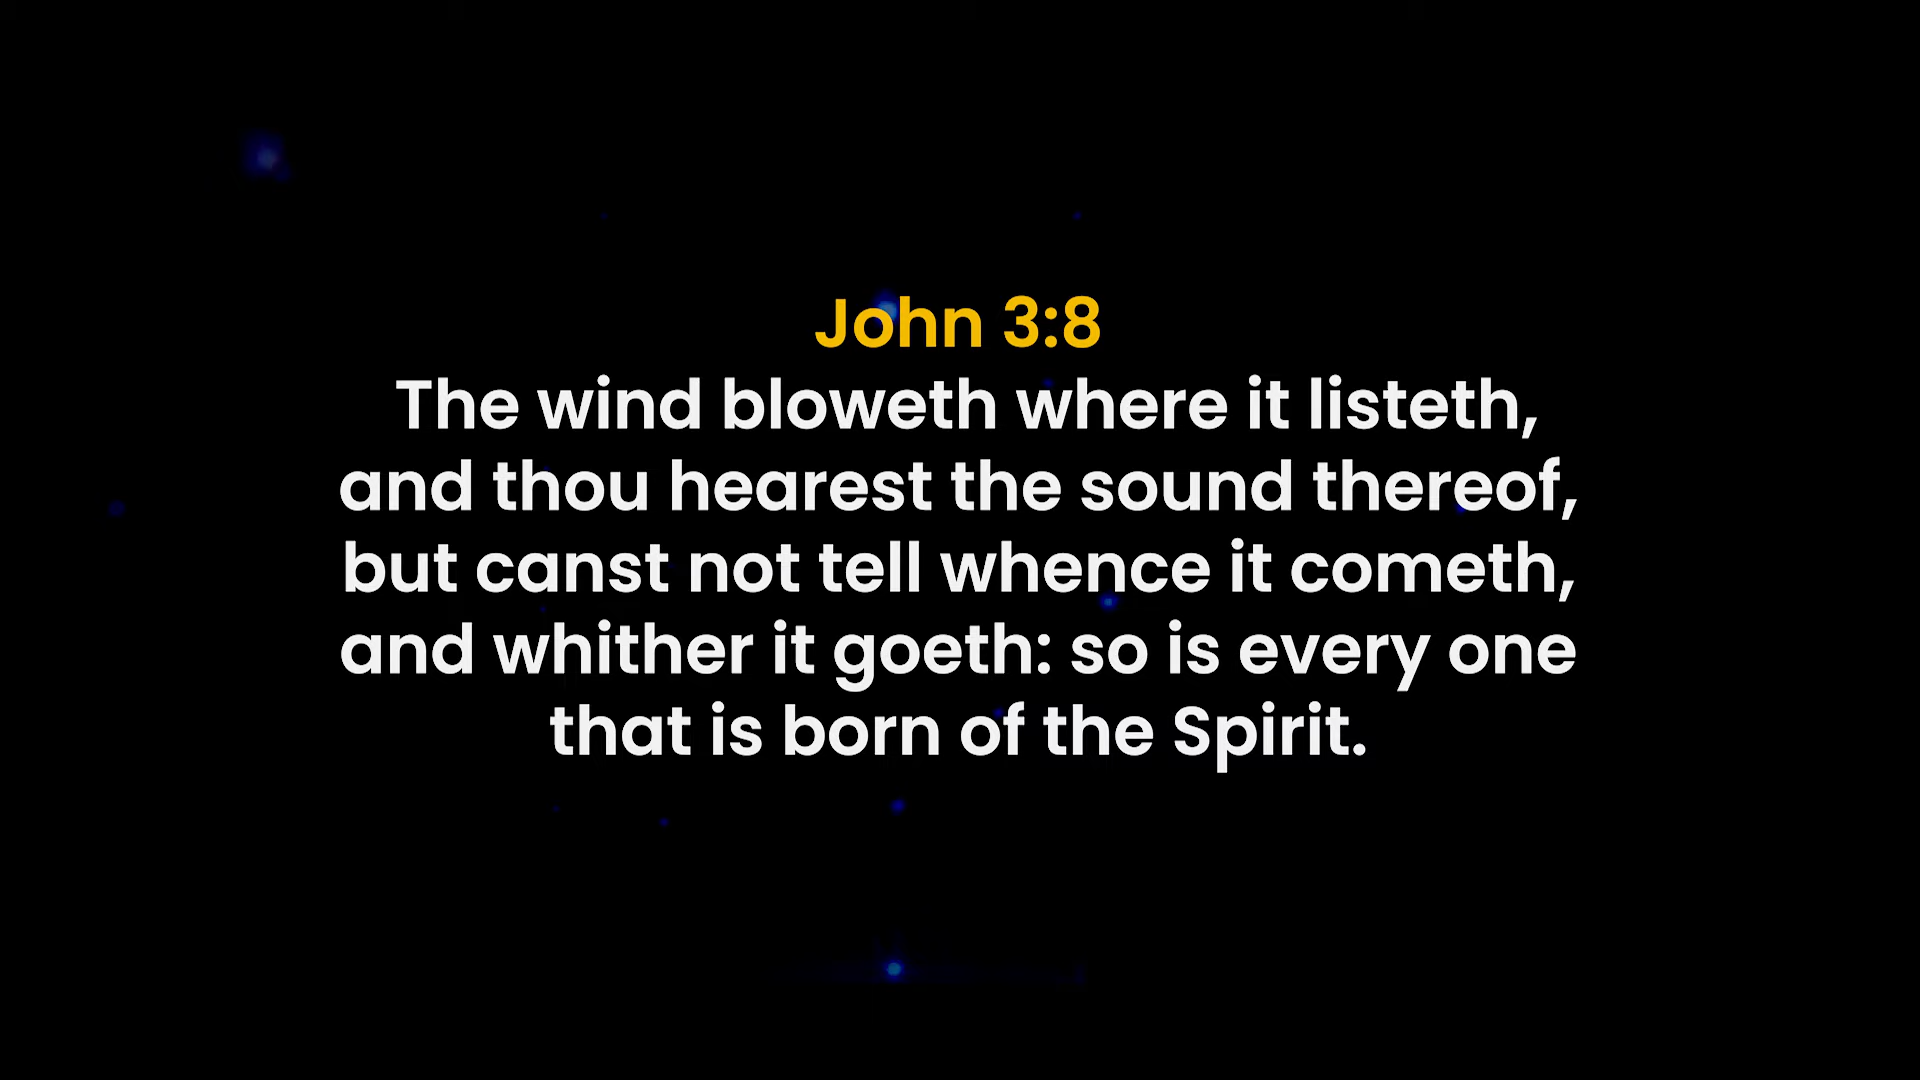 John 3:8
The wind bloweth where it listeth,
and thou hearest the sound thereof,
but canst not tell whence it cometh,
and whither it goeth: so is every one
that is born of the Spirit.